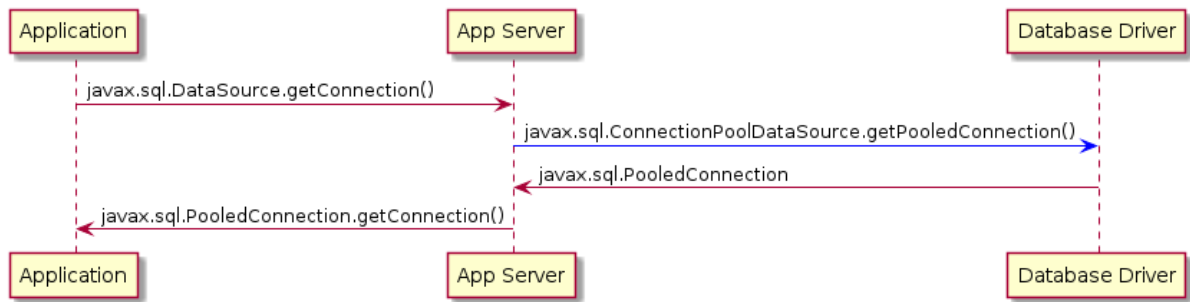 Application
App Server
Database Driver
javax.sql.DataSource.getConnection()
javax.sql.ConnectionPoolDataSource.getPooledConnection()
javax.sql.PooledConnection
javax.sql.PooledConnection.getConnection()
Application
App Server
Database Driver